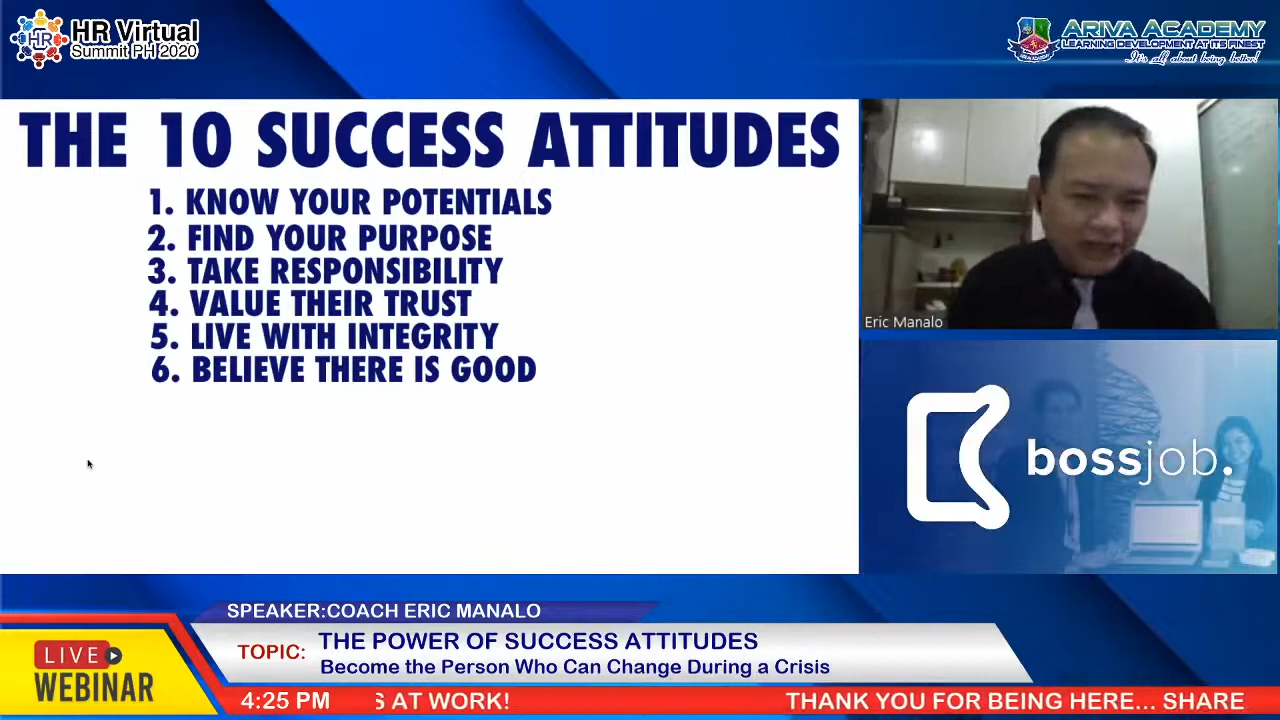 HR Virtual
Summit PH 2020
HR
ARIVA ACADEMY
LEARNING DEVELOPMENT AT ITS FINEST
It's all about being better!
THE 10 SUCCESS ATTITUDES
1. KNOW YOUR POTENTIALS
2. FIND YOUR PURPOSE
3. TAKE RESPONSIBILITY
4. VALUE THEIR TRUST
5. LIVE WITH INTEGRITY
6. BELIEVE THERE IS GOOD
Eric Manalo
bossjob.
SPEAKER:COACH ERIC MANALO
TOPIC: THE POWER OF SUCCESS ATTITUDES
Become the Person Who Can Change During a Crisis
LIVE
WEBINAR
4:25 PM S AT WORK! THANK YOU FOR BEING HERE... SHARE